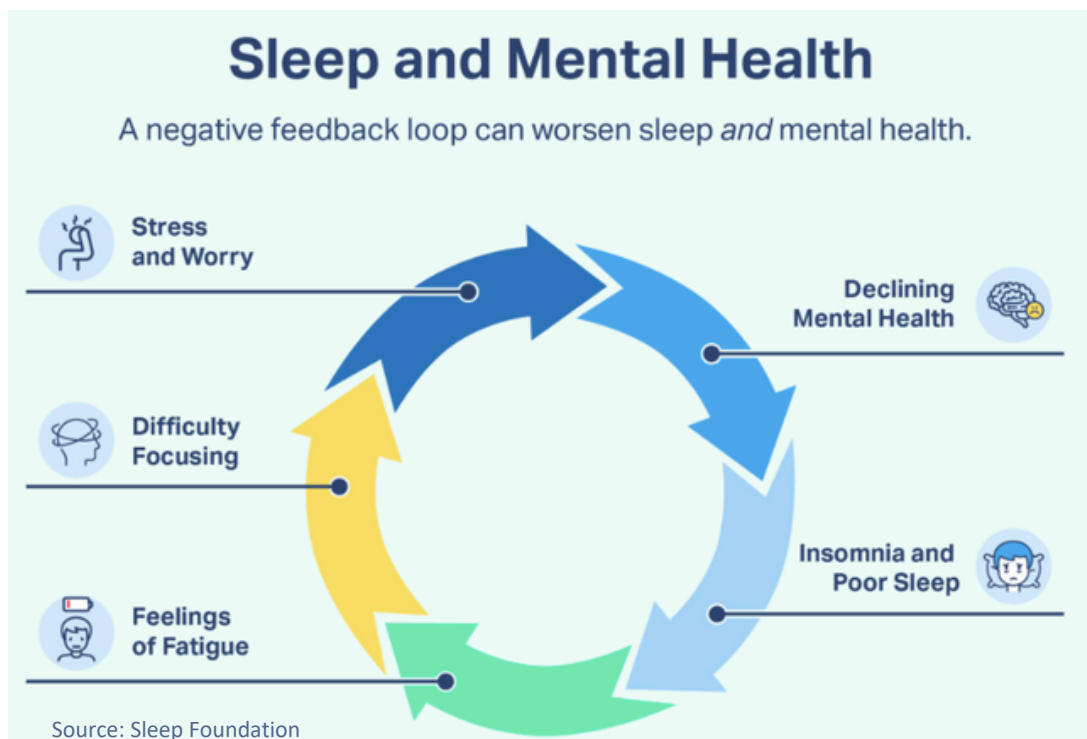 Sleep and Mental Health
A negative feedback loop can worsen sleep and mental health.
Stress
and Worry
Declining
Mental Health
Difficulty
Focusing
Insomnia and
Poor Sleep
Feelings
of Fatigue
Source: Sleep Foundation